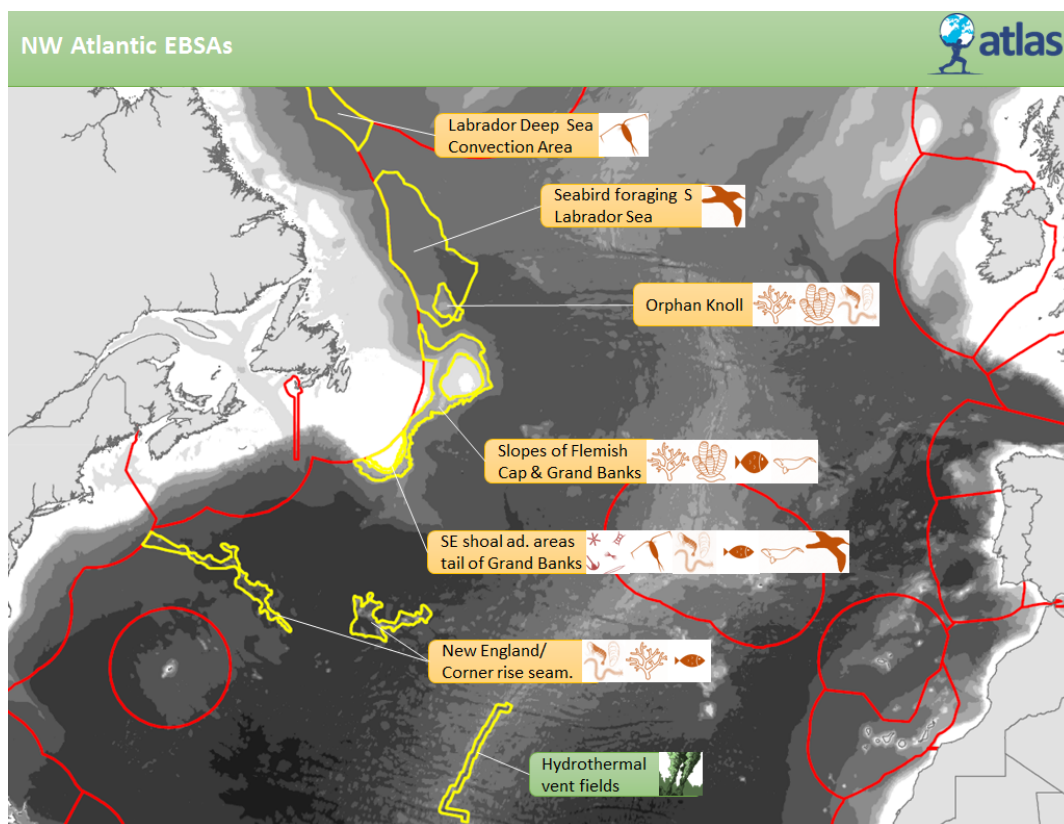 NW Atlantic EBSAs
atlas
Labrador Deep Sea
Convection Area
Seabird foraging S
Labrador Sea
Orphan Knoll
Slopes of Flemish
Cap & Grand Banks
SE shoal ad. areas
tail of Grand Banks
New England/
Corner rise seam.
Hydrothermal
vent fields